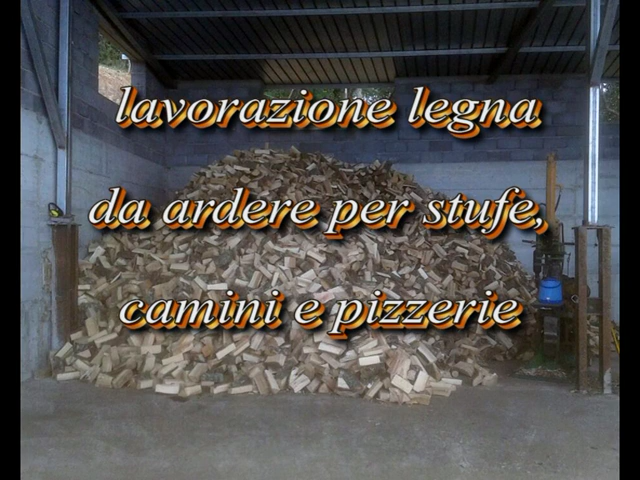 lavorazione legna
da ardere per stufe,
camini e pizzerie